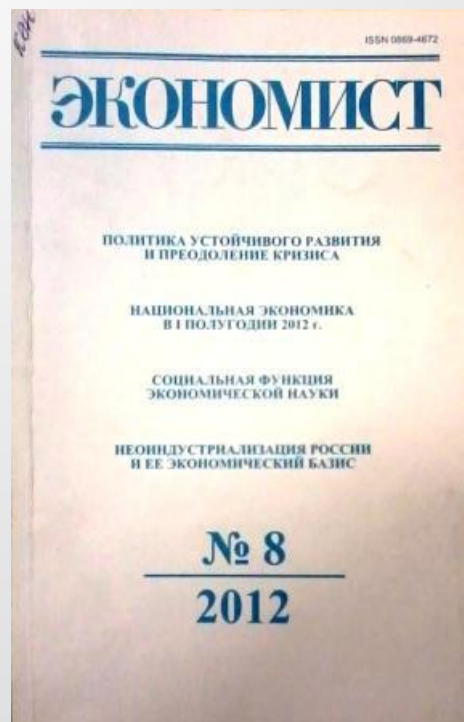 ISSN 0869-4672
ЭКОНОМИСТ
ПОЛИТИКА УСТОЙЧИВОГО РАЗВИТИЯ
И ПРЕОДОЛЕНИЕ КРИЗИСА
НАЦИОНАЛЬНАЯ ЭКОНОМИКА
В I ПОЛУГОДИИ 2012 г.
СОЦИАЛЬНАЯ ФУНКЦИЯ
ЭКОНОМИЧЕСКОЙ НАУКИ
НЕОИНДУСТРИАЛИЗАЦИЯ РОССИИ
И ЕЕ ЭКОНОМИЧЕСКИЙ БАЗИС
№ 8
2012